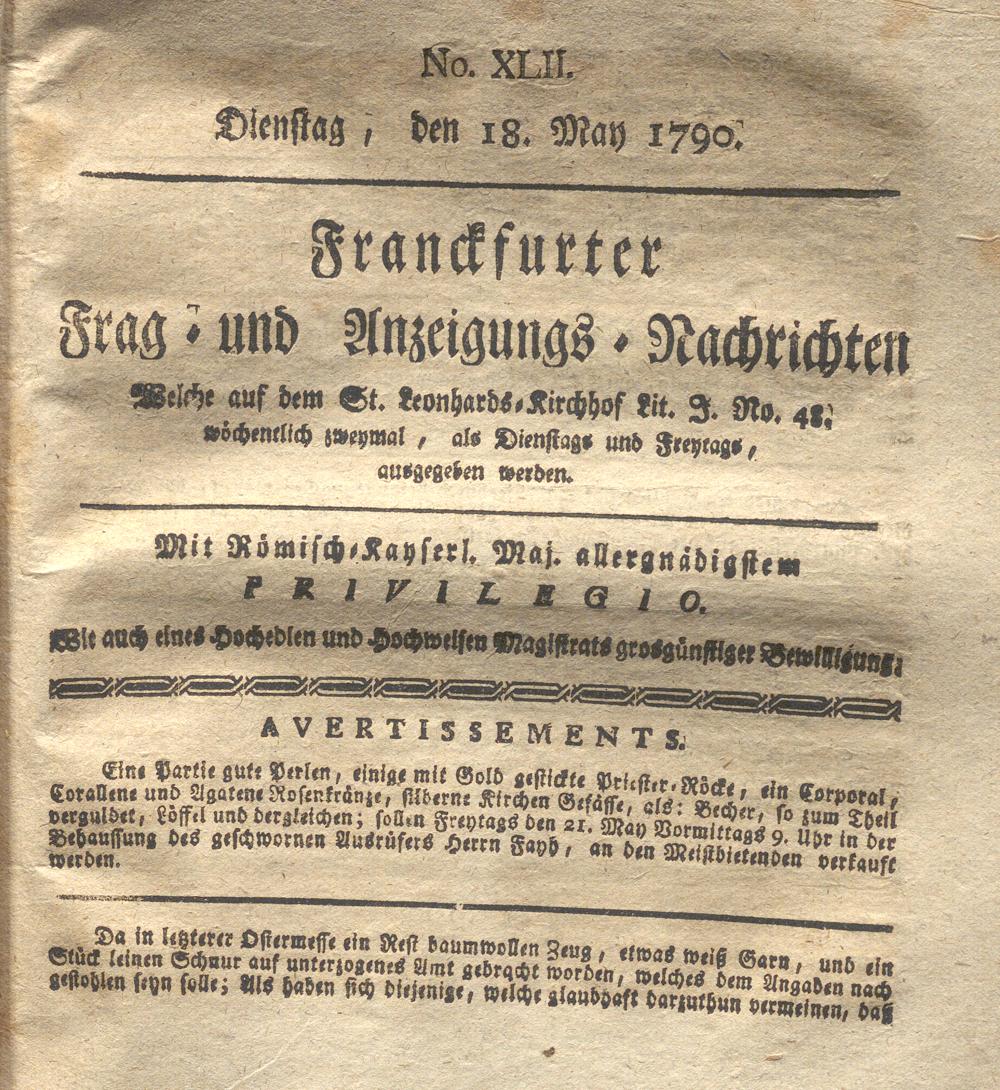 No. XLII.
Dienstag, den 18. May 1790.
Franckfurter
Frag- und Anzeigungs-Nachrichten
Welche auf dem St. Leonhards-Kirchhof Lit. J. No. 48.
wöchentlich zweymal, als Dienstags und Freytags,
ausgegeben werden.
Mit Römisch-Kayserl. Maj. allergnädigstem
PRIVILEGIO.
Wie auch eines Hochedlen und Hochweisen Magistrats grosgünstiger Bewilligung.
AVERTISSEMENTS.
Eine Partie gute Perlen, einige mit Gold gestickte Priester-Röcke, ein Corporal,
Corallene und Agatene Rosenkränze, silberne Kirchen Gefässe, als: Becher, so zum Theil
verguldet, Löffel und dergleichen; sollen Freytags den 21. May Vormittags 9. Uhr in der
Behaussung des geschwornen Ausrüfers Herrn Fayh, an den Meistbietenden verkauft
werden.
Da in letzterer Ostermesse ein Rest baumwollen Zeug, etwas weiß Garn, und ein
Stück leinen Schnur auf unterzogenes Amt gebracht worden, welches dem Angaben nach
gestohlen seyn solle; Als haben sich diejenige, welche glaubhaft darzuthun vermeinen, daß